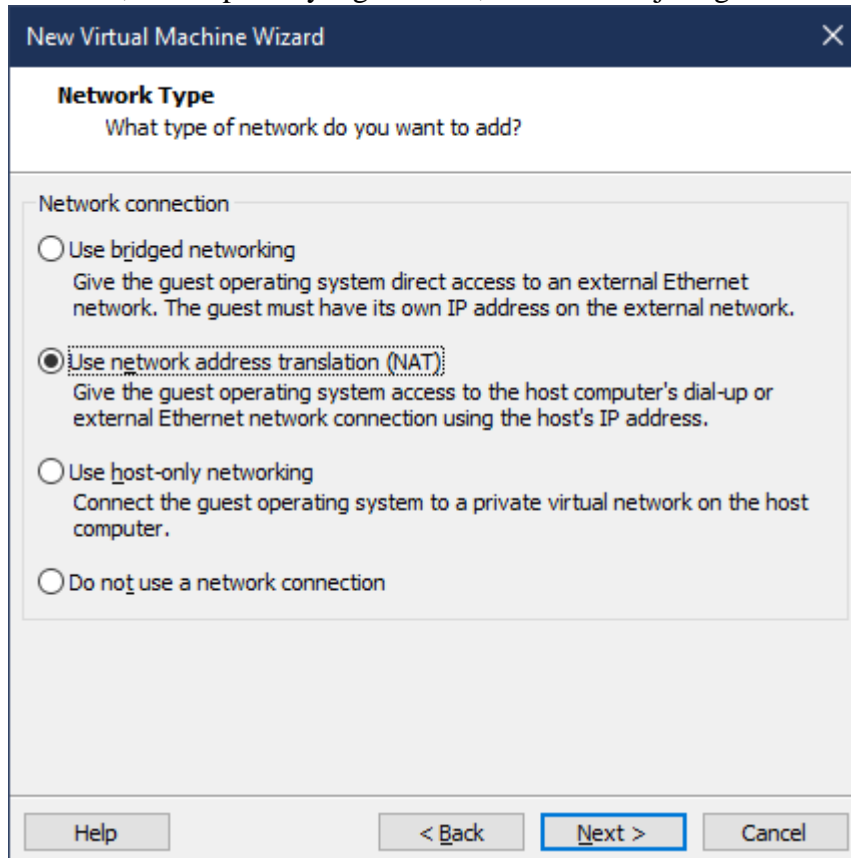 New Virtual Machine Wizard
Network Type
What type of network do you want to add?
Network connection
Use bridged networking
Give the guest operating system direct access to an external Ethernet
network. The guest must have its own IP address on the external network.
Use network address translation (NAT)
Give the guest operating system access to the host computer's dial-up or
external Ethernet network connection using the host's IP address.
Use host-only networking
Connect the guest operating system to a private virtual network on the host
computer.
Do not use a network connection
Help < Back Next > Cancel